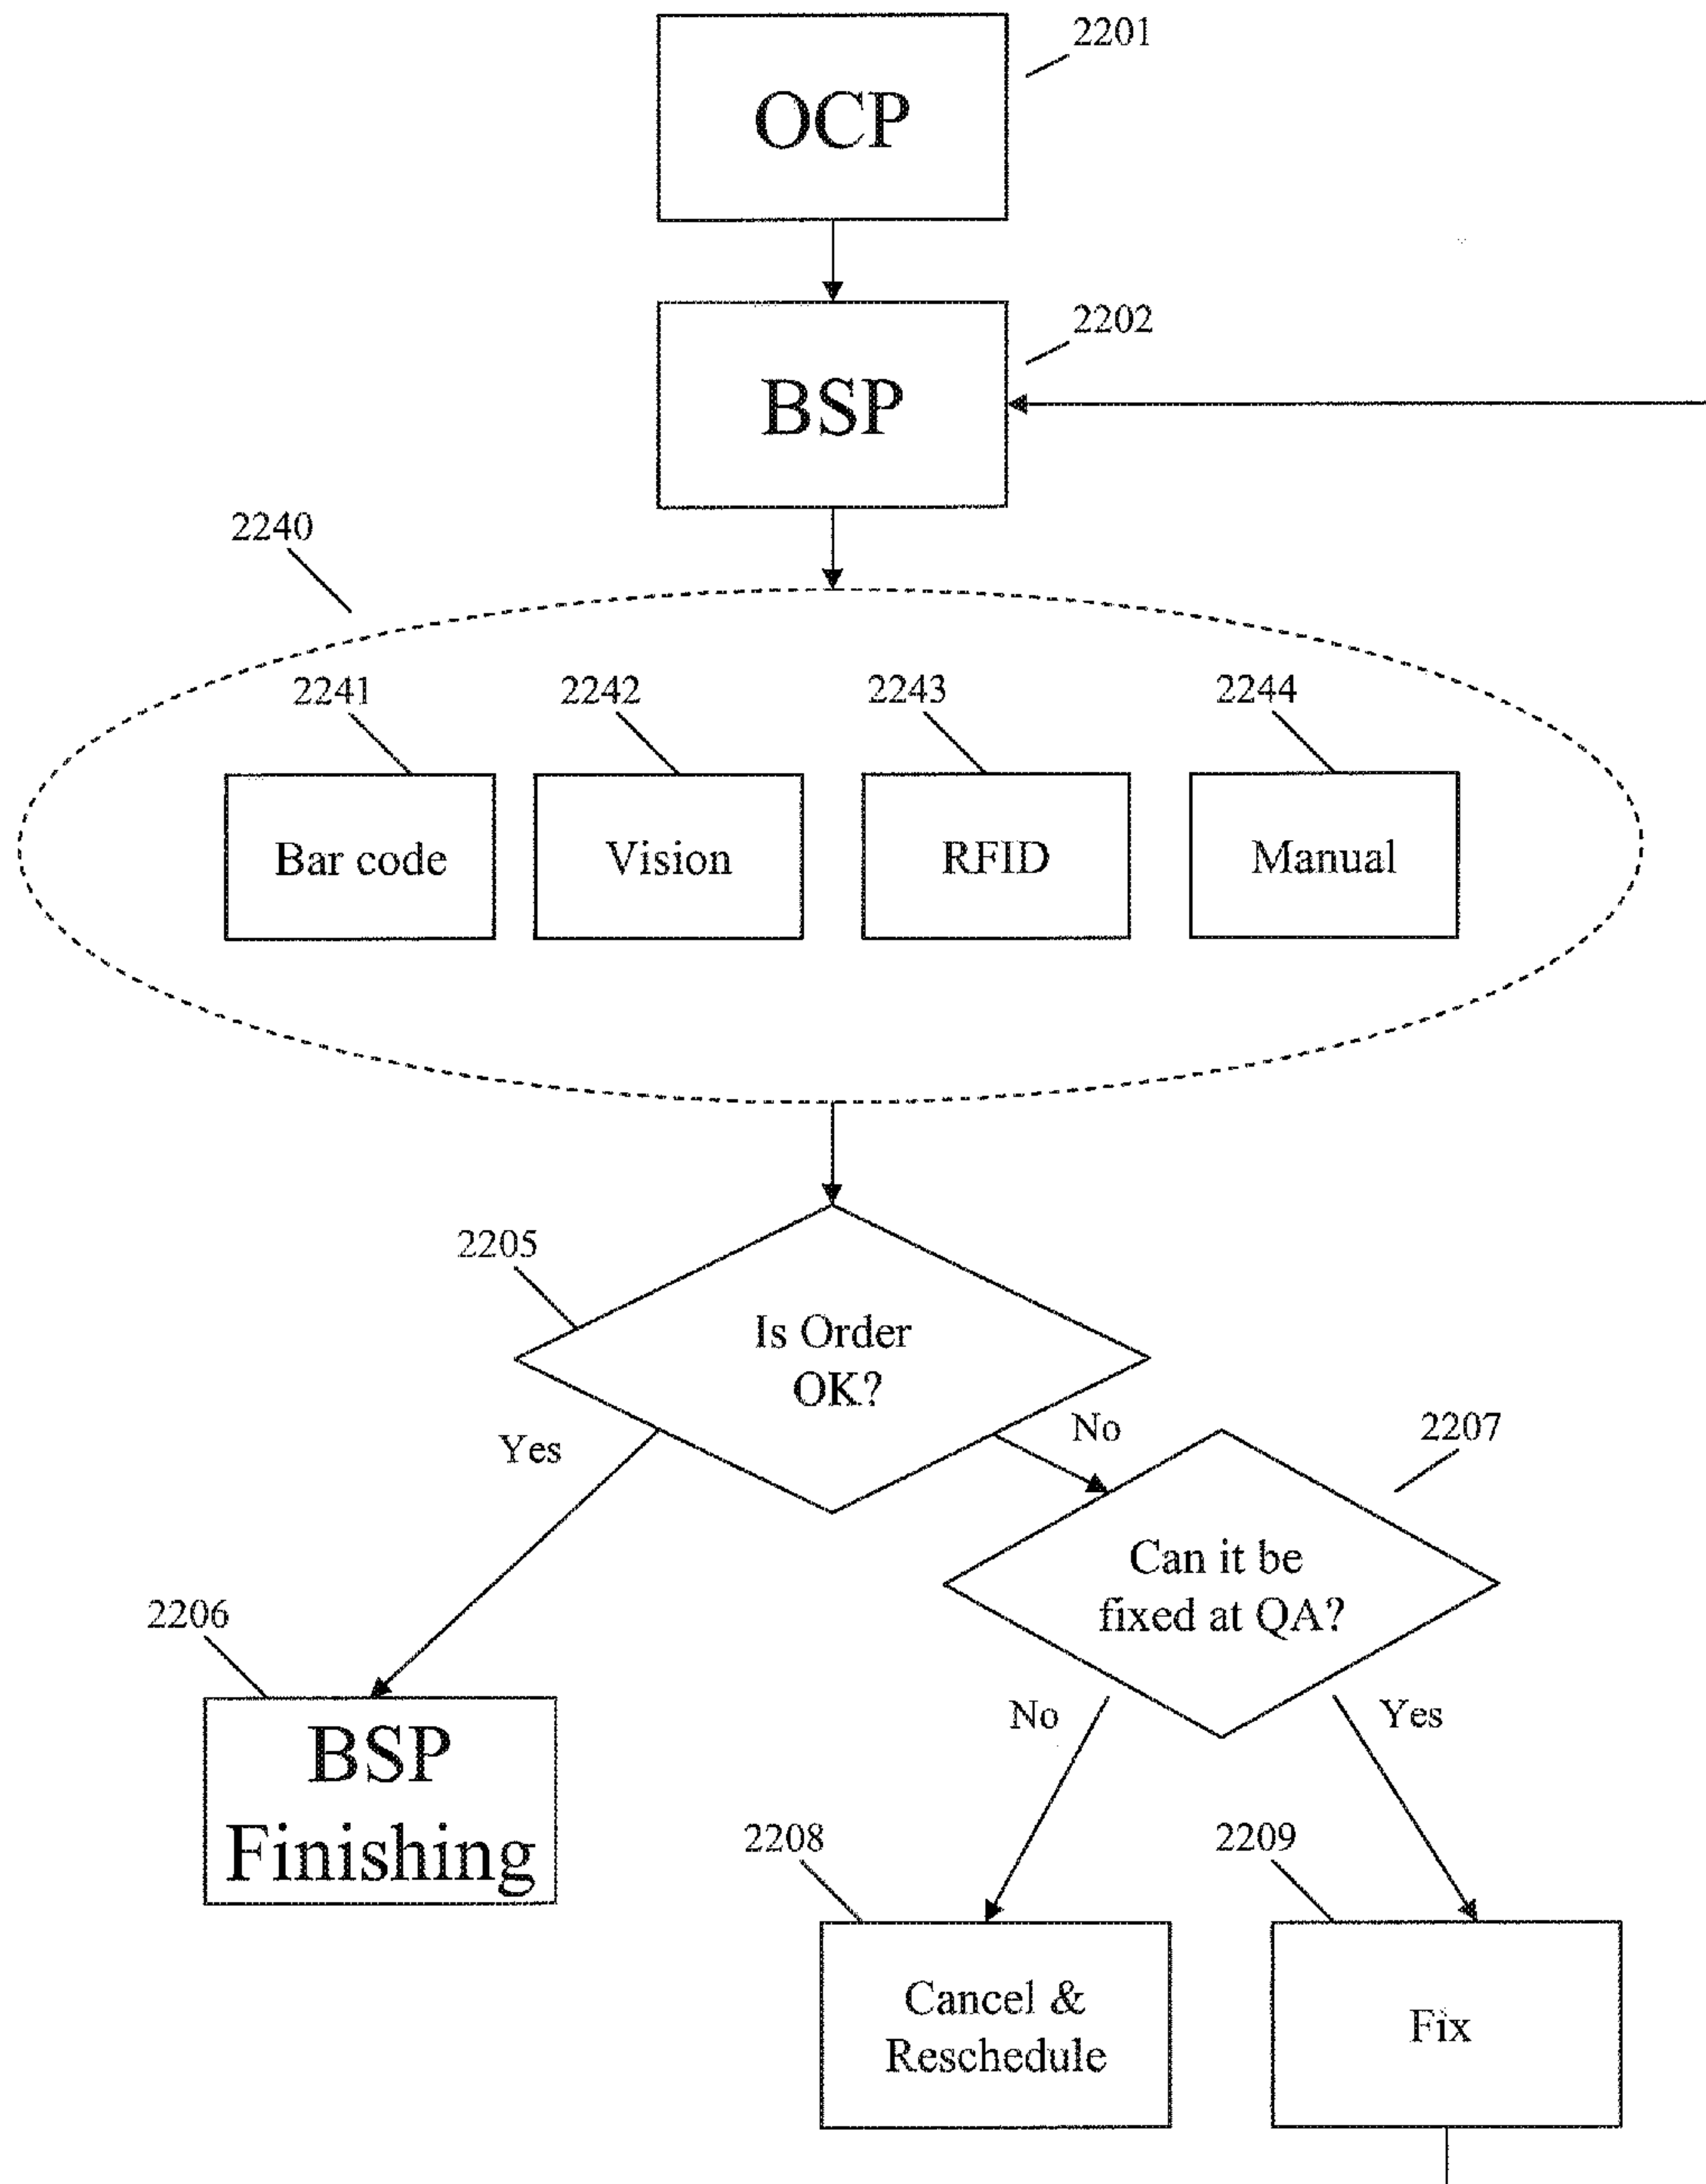 2201
OCP
2202
BSP
2240
2241
2242
2243
2244
Bar code
Vision
RFID
Manual
2205
Is Order
OK?
Yes
No
2207
Can it be
fixed at QA?
2206
BSP
Finishing
No
Yes
2208
2209
Cancel &
Reschedule
Fix